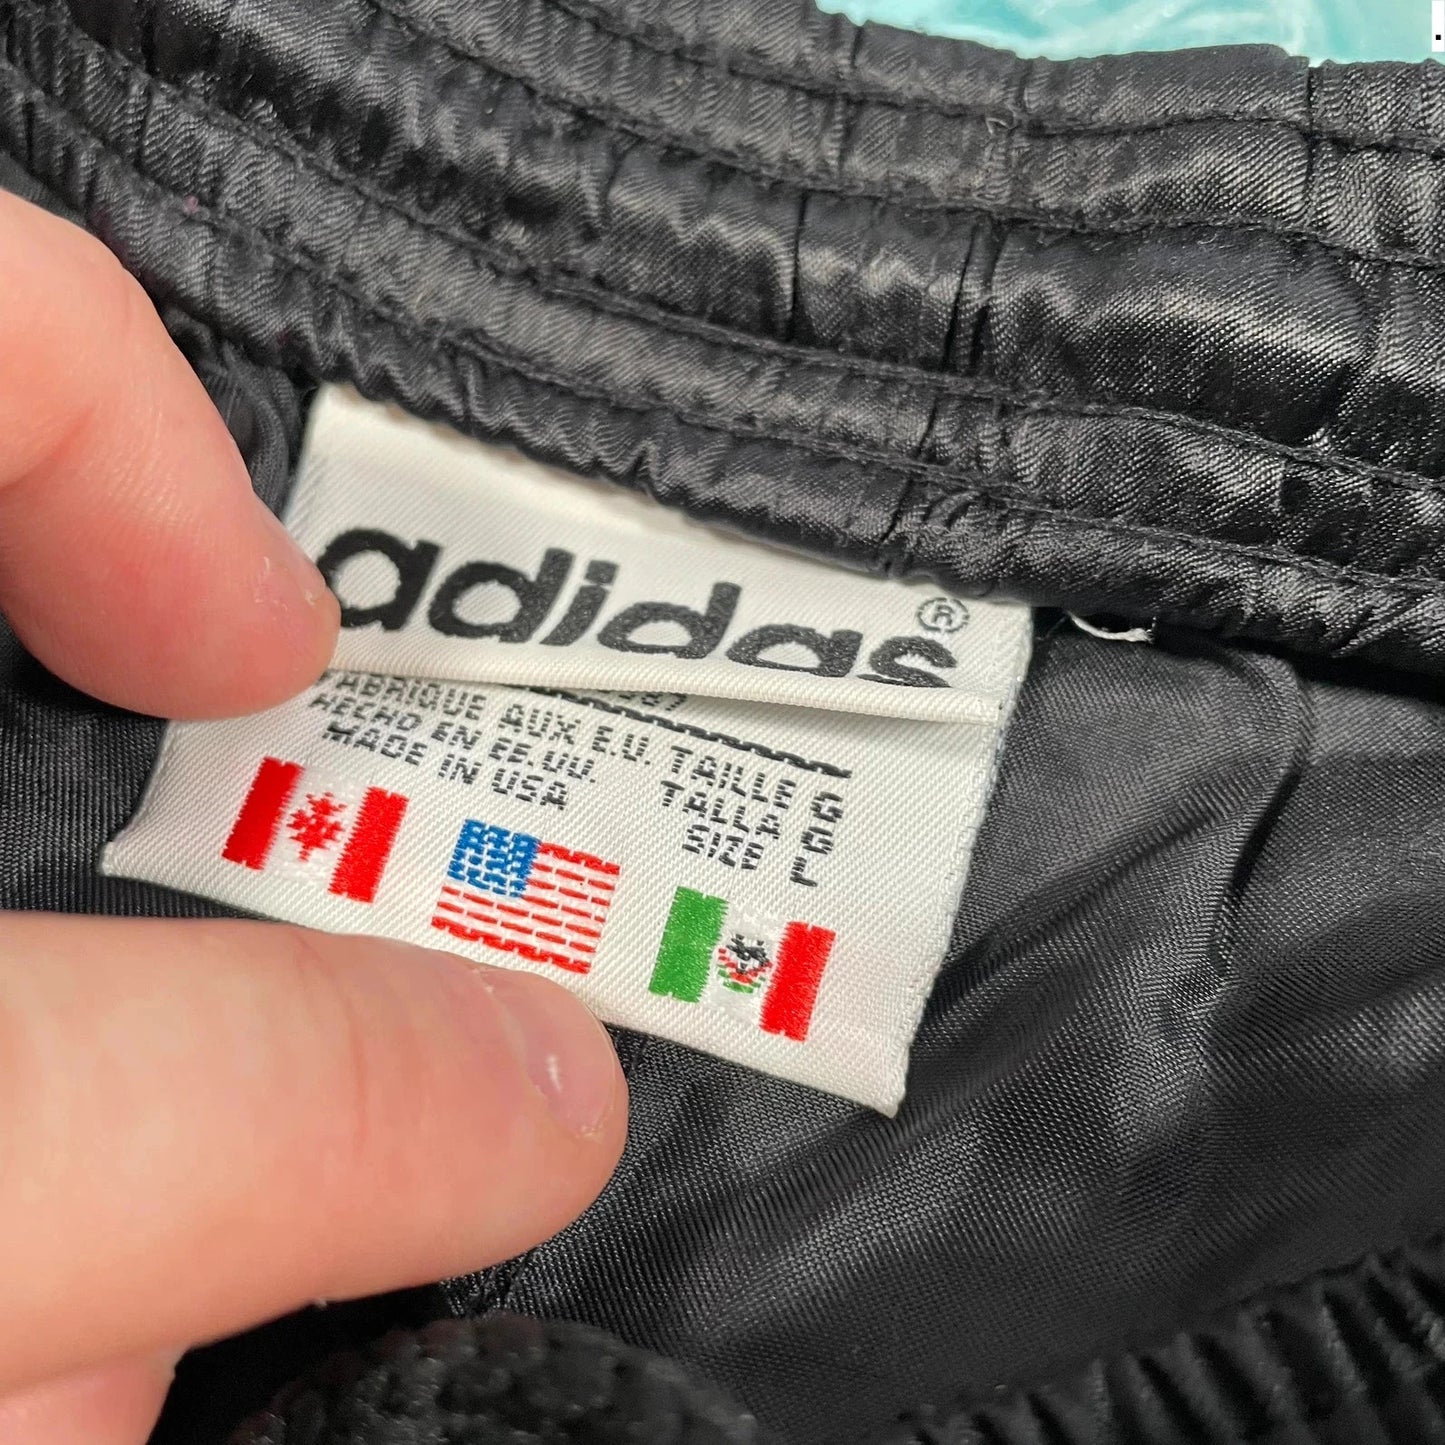 adidas ®
FABRIQUE AUX E.U. TAILLE G
HECHO EN EE.UU. TALLA G
MADE IN USA SIZE L